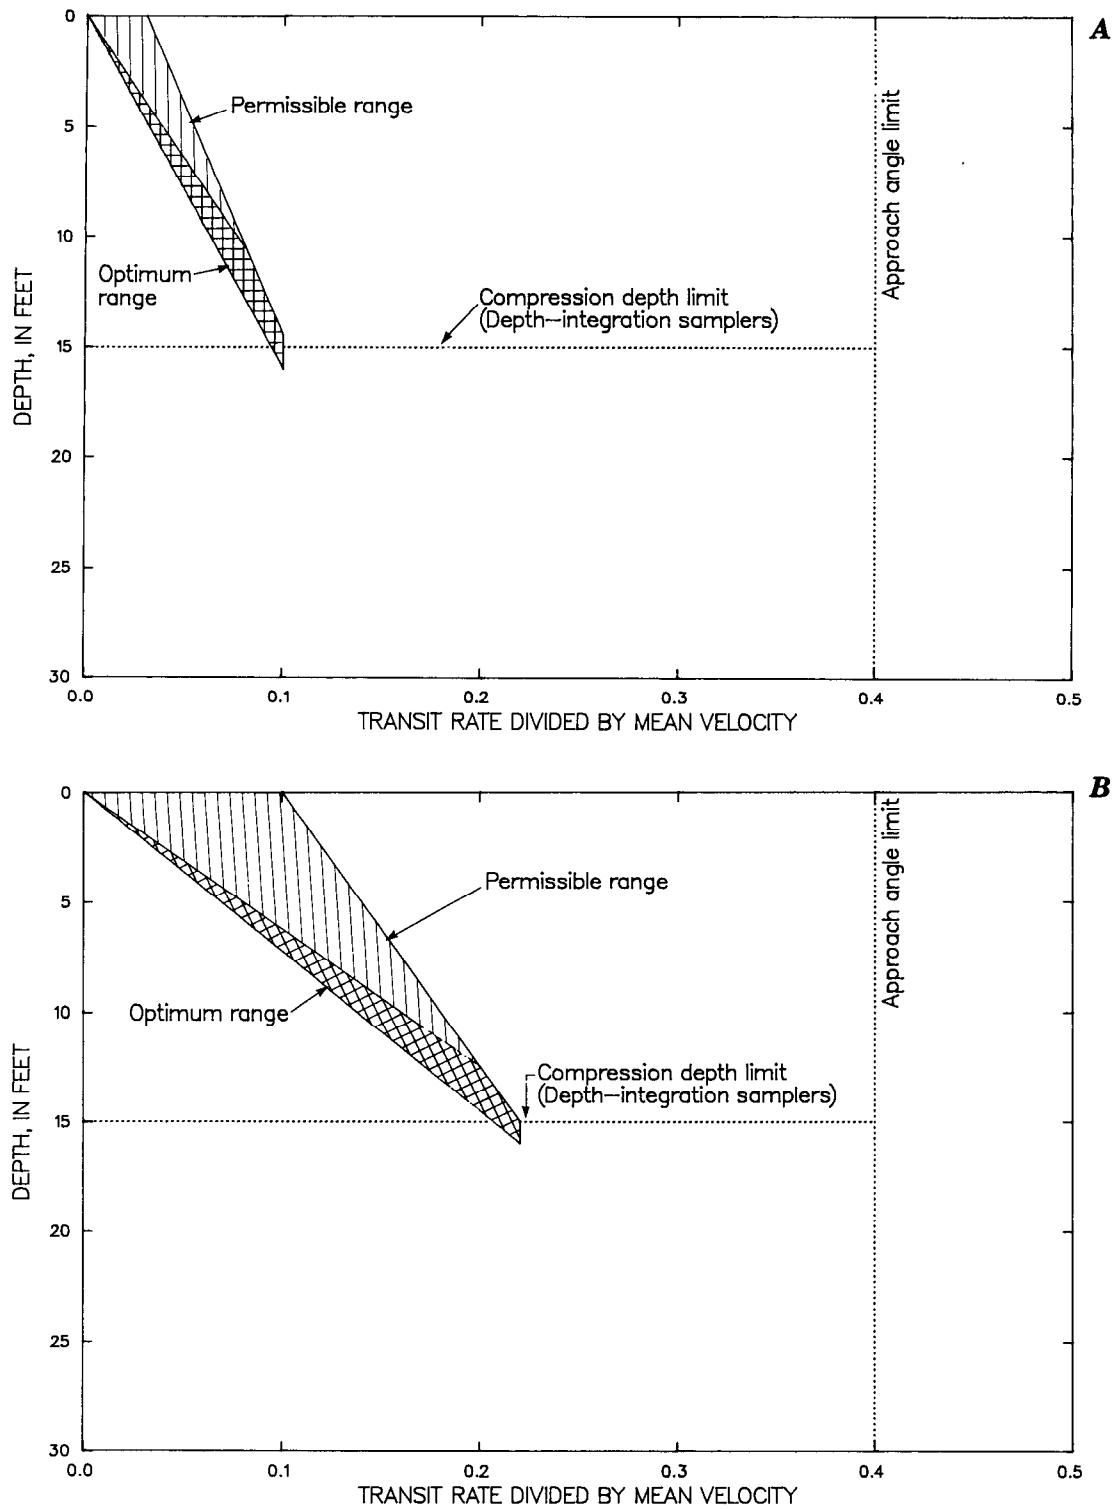 A
0
Permissible range
5
Approach angle limit
10
Optimum
range
Compression depth limit
(Depth–integration samplers)
15
20
25
30
DEPTH, IN FEET
0.0 0.1 0.2 0.3 0.4 0.5
TRANSIT RATE DIVIDED BY MEAN VELOCITY
B
0
Approach angle limit
Permissible range
5
Optimum range
10
Compression depth limit
(Depth–integration samplers)
15
20
25
30
DEPTH, IN FEET
0.0 0.1 0.2 0.3 0.4 0.5
TRANSIT RATE DIVIDED BY MEAN VELOCITY